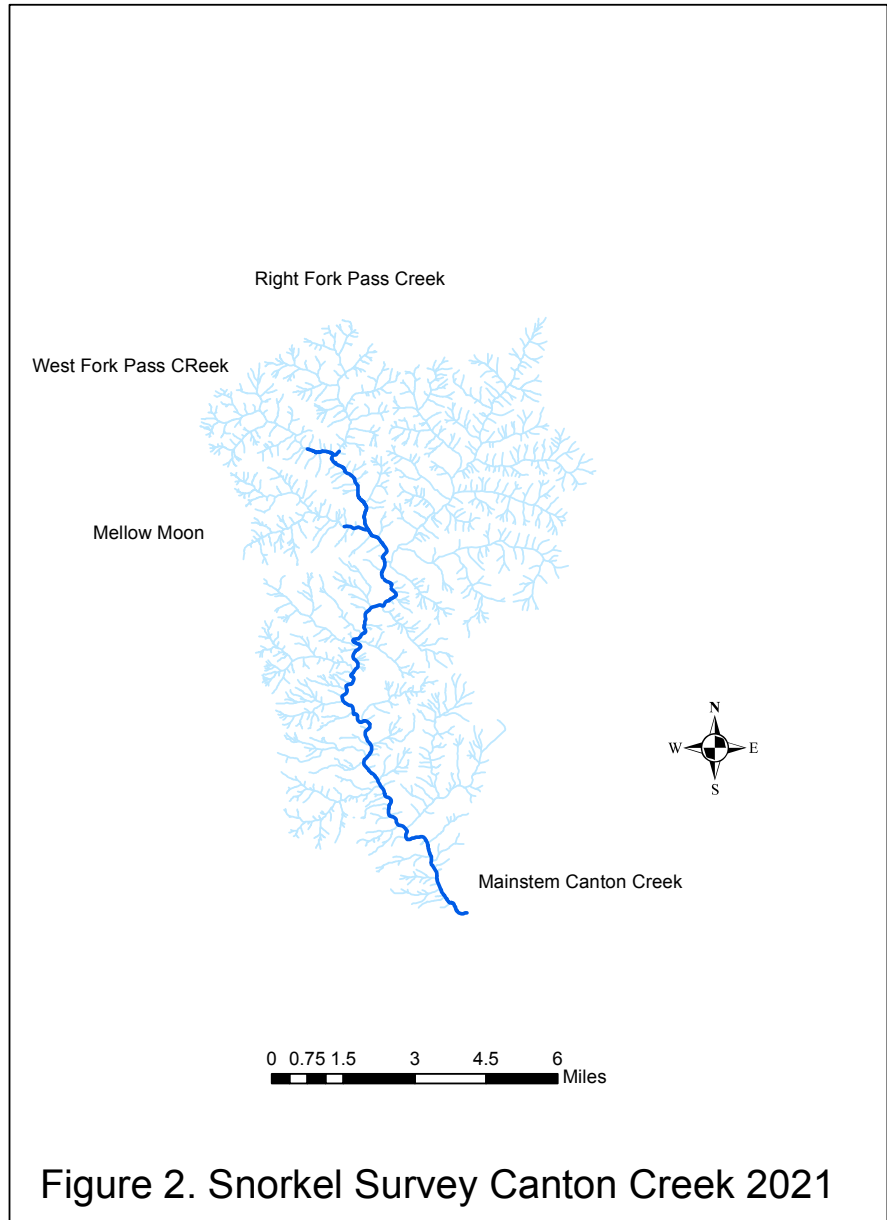 Right Fork Pass Creek
West Fork Pass CReek
Mellow Moon
N
W E
S
Mainstem Canton Creek
0 0.75 1.5 3 4.5 6
Miles
Figure 2. Snorkel Survey Canton Creek 2021